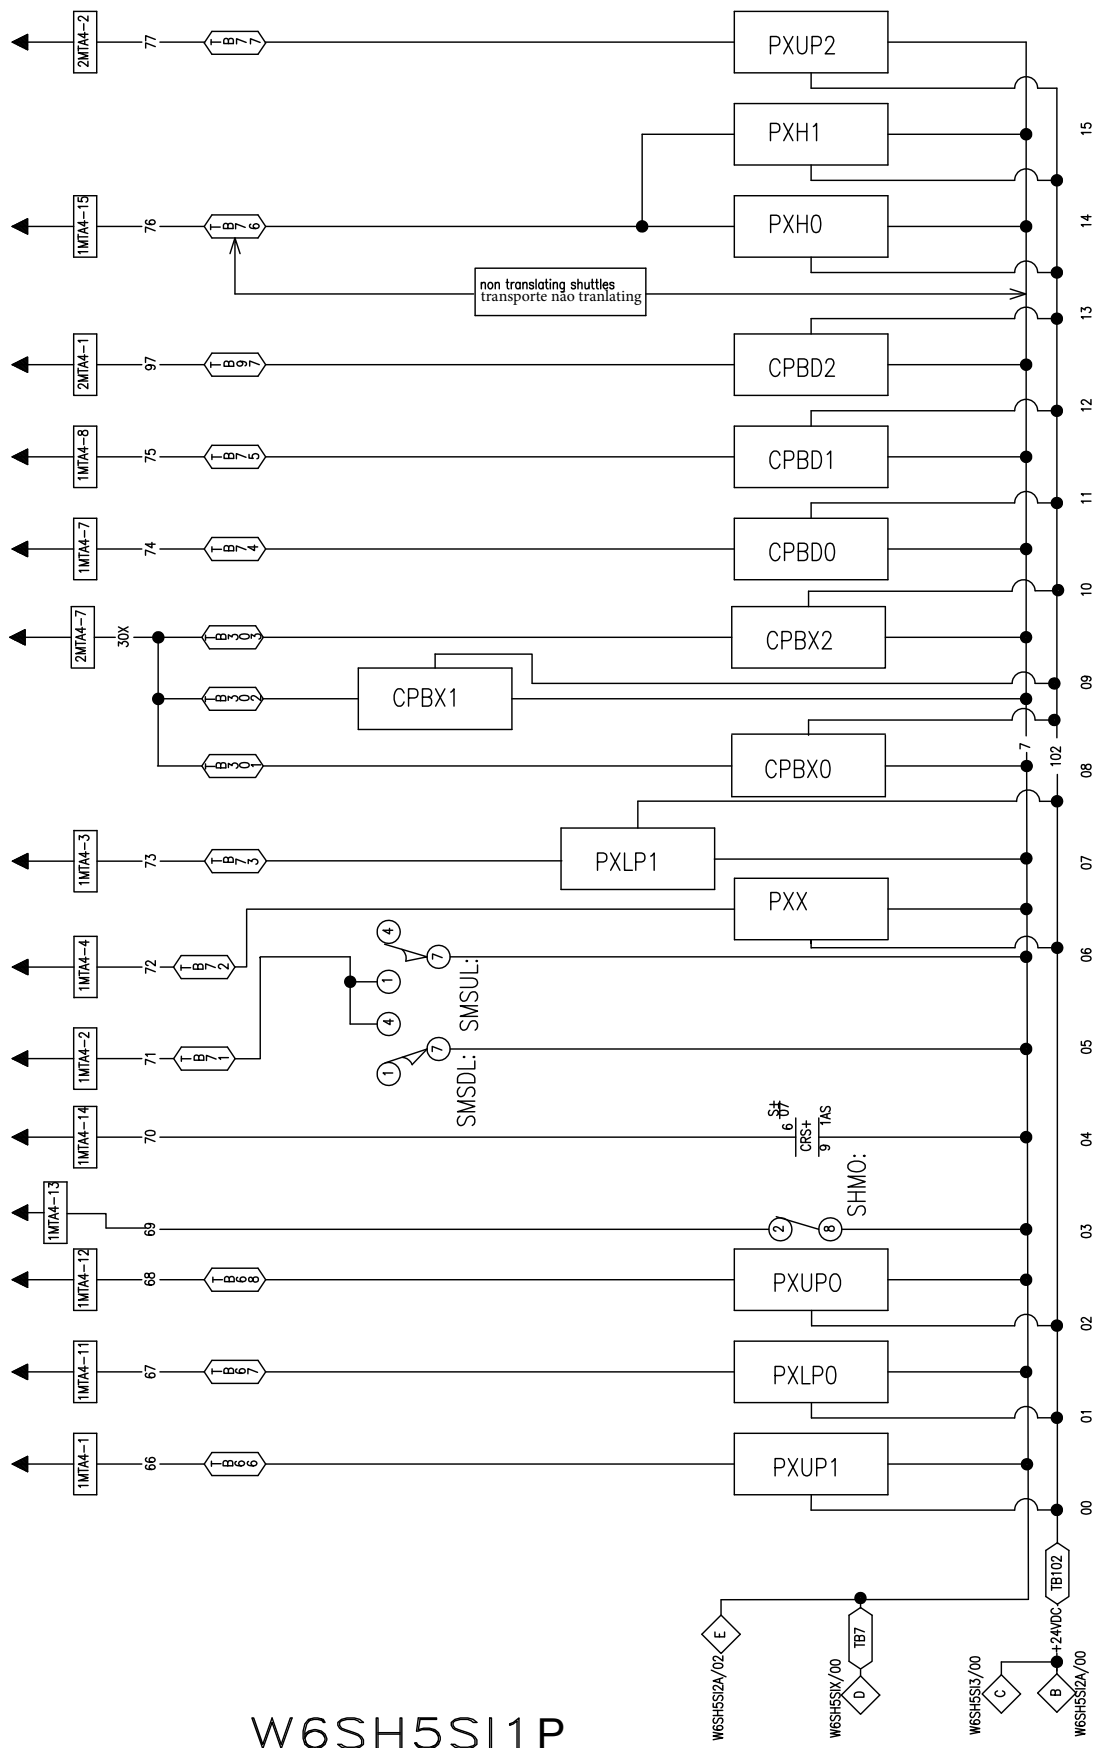 2MTA4-2
77
TB77
PXUP2
15
PXH1
1MTA4-15
76
TB76
PXH0
14
non translating shuttles
transporte não tranlating
13
2MTA4-1
97
TB97
CPBD2
12
1MTA4-8
75
TB75
CPBD1
11
1MTA4-7
74
TB74
CPBD0
10
2MTA4-7
30X
TB303
CPBX2
09
TB302
CPBX1
TB301
CPBX0
7
102
08
1MTA4-3
73
TB73
PXLP1
07
PXX
1MTA4-4
72
TB72
4
7
SMSUL:
06
1
4
1MTA4-2
71
TB71
1
7
SMSDL:
05
1MTA4-14
70
6
CRS+
9
1AS
04
1MTA4-13
69
2
8
SHMO:
03
1MTA4-12
68
TB68
PXUP0
02
1MTA4-11
67
TB67
PXLP0
01
1MTA4-1
66
TB66
PXUP1
00
TB102
+24VDC
E
W6SH5SI2A/02
TB7
D
W6SH5SIX/00
C
W6SH5SI3/00
B
W6SH5SI2A/00
W6SH5SI1P